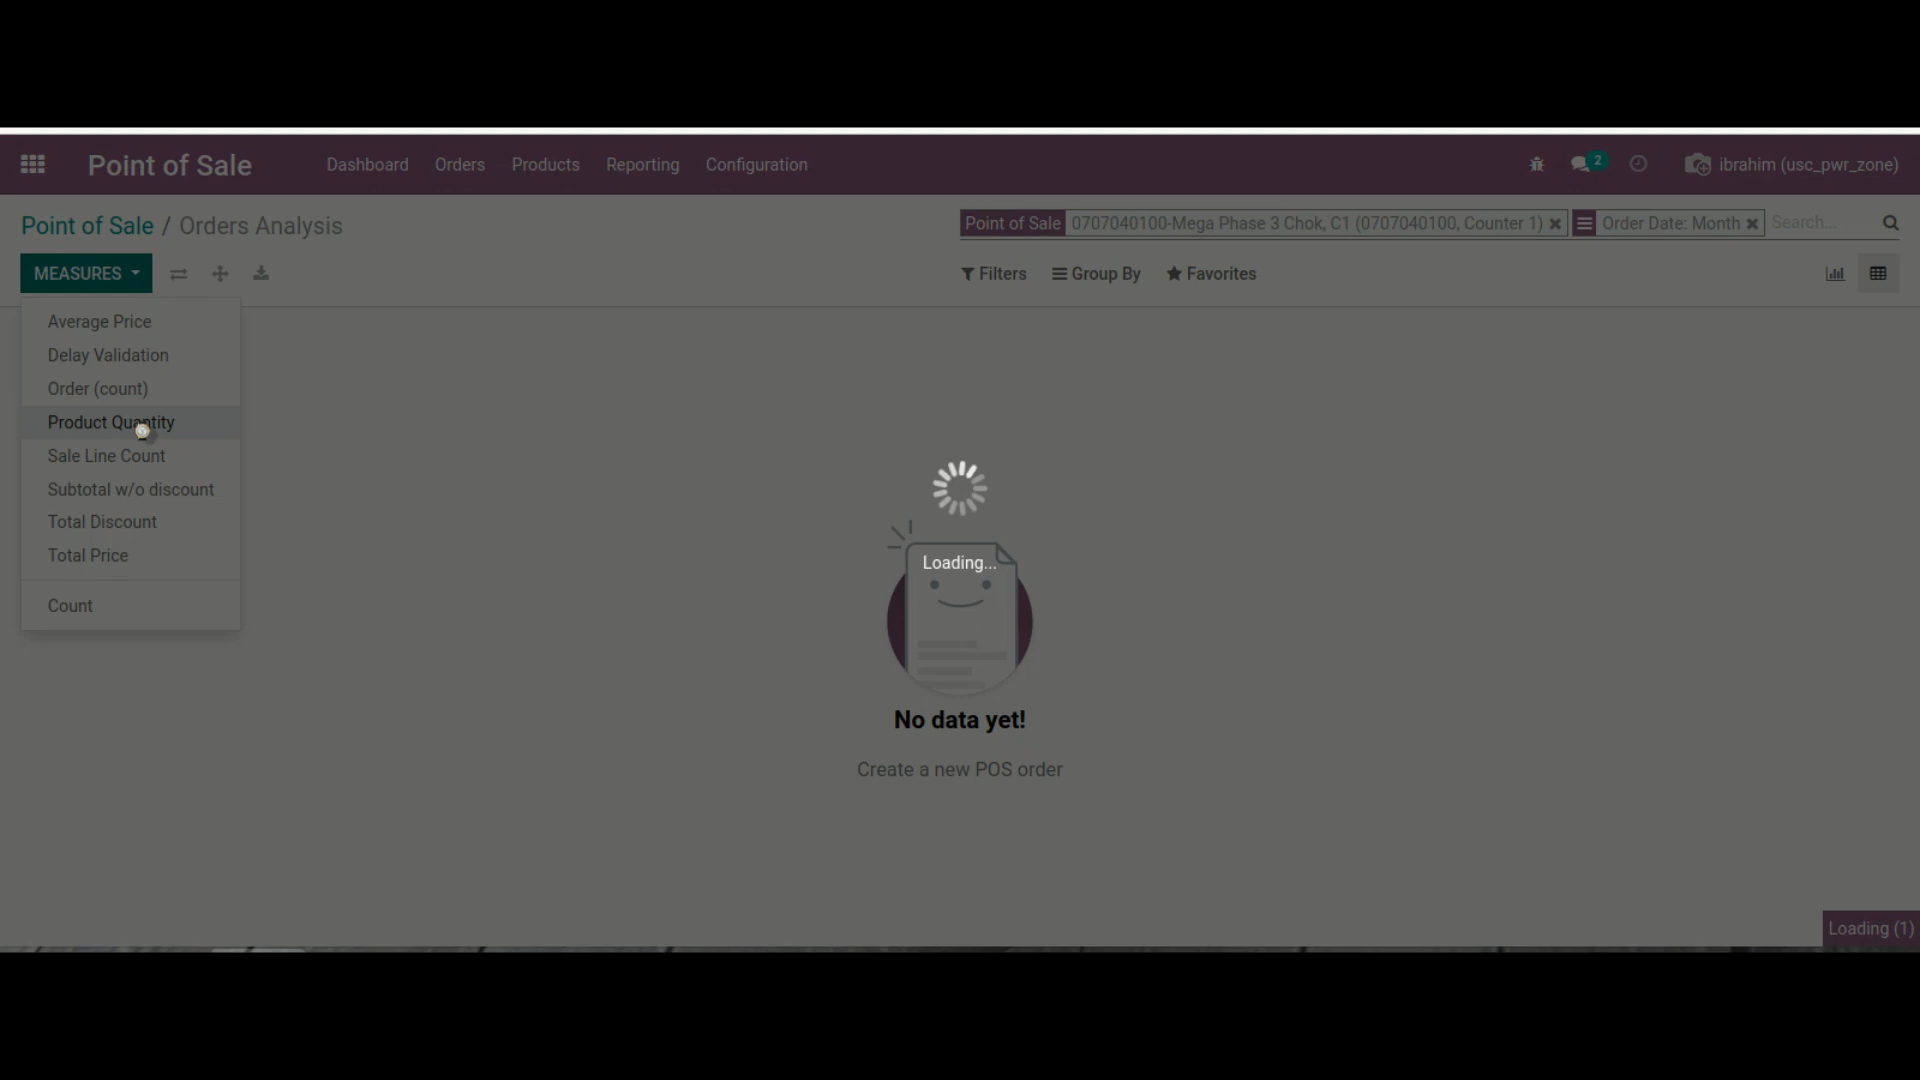 Point of Sale Dashboard Orders Products Reporting Configuration 2 ibrahim (usc_pwr_zone)
Point of Sale / Orders Analysis
Point of Sale 0707040100-Mega Phase 3 Chok, C1 (0707040100, Counter 1) Order Date: Month Search...
MEASURES Filters Group By Favorites
Average Price
Delay Validation
Order (count)
Product Quantity
Sale Line Count
Subtotal w/o discount
Total Discount
Total Price
Count
Loading...
No data yet!
Create a new POS order
Loading (1)